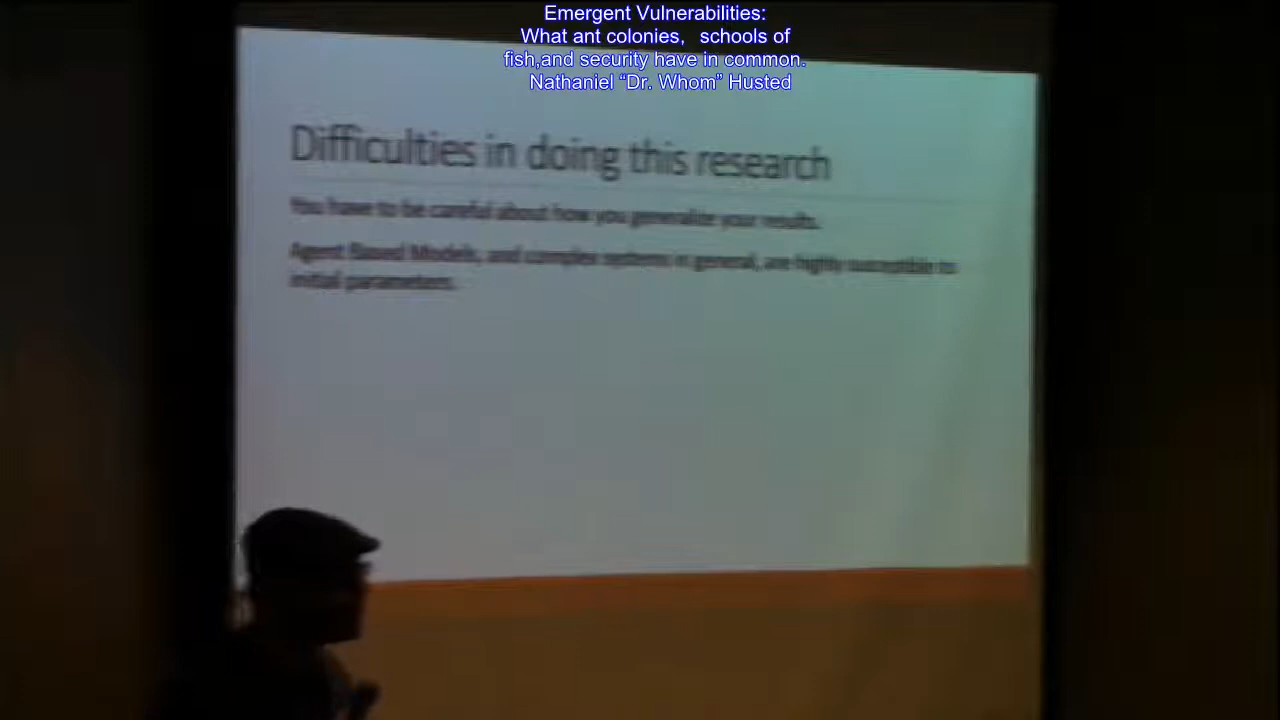 Emergent Vulnerabilities:
What ant colonies, schools of
fish,and security have in common.
Nathaniel “Dr. Whom” Husted
Difficulties in doing this research
You have to be careful about how you generalize your results.
Agent Based Models, and complex systems in general, are highly susceptible to
initial parameters.